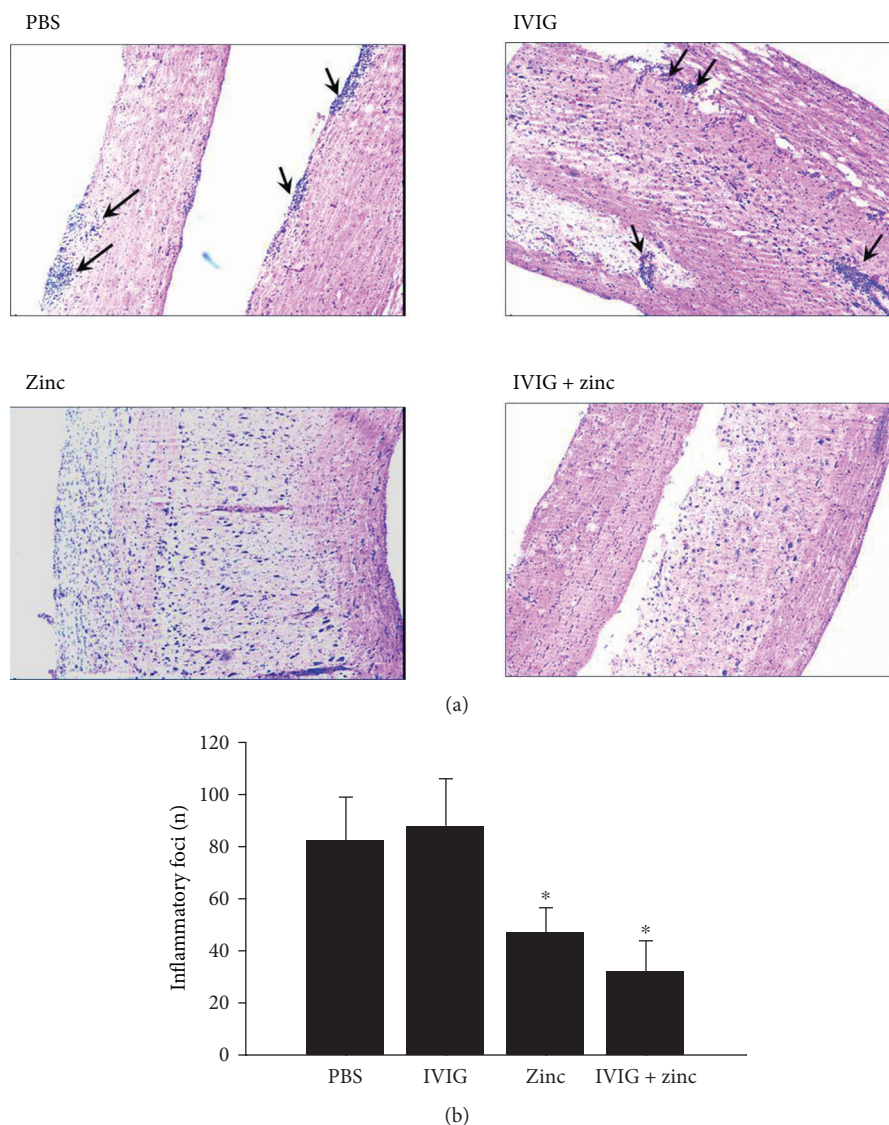 PBS
IVIG
Zinc
IVIG + zinc
(a)
120
100
80
60
40
20
0
Inflammatory foci (n)
*
*
PBS
IVIG
Zinc
IVIG + zinc
(b)